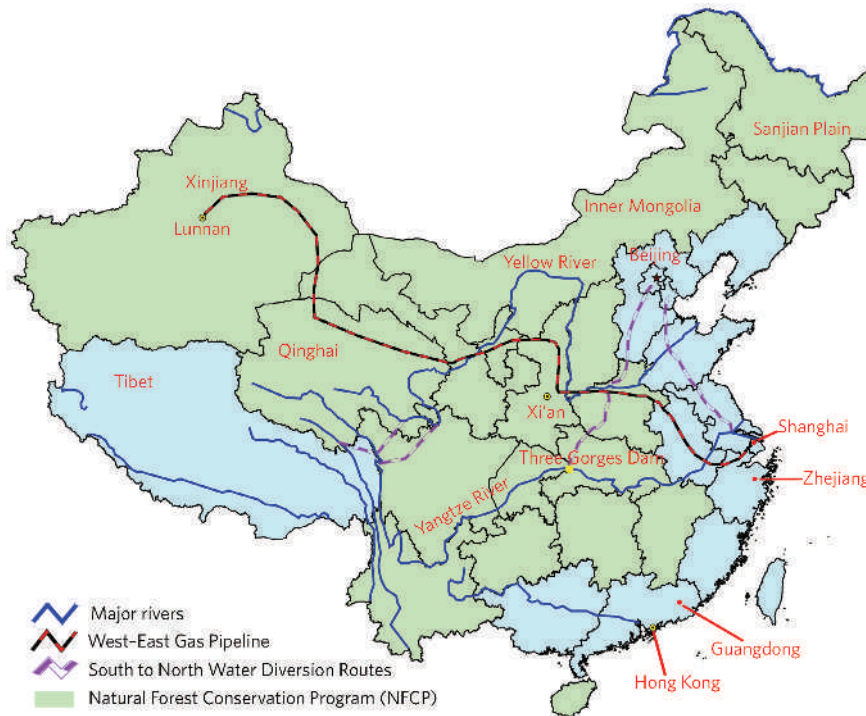 Sanjian Plain
Xinjiang
Inner Mongolia
Lunnan
Beijing
Yellow River
Qinghai
Tibet
Xi'an
Shanghai
Three Gorges Dam
Zhejiang
Yangtze River
Major rivers
West–East Gas Pipeline
Guangdong
South to North Water Diversion Routes
Hong Kong
Natural Forest Conservation Program (NFCP)